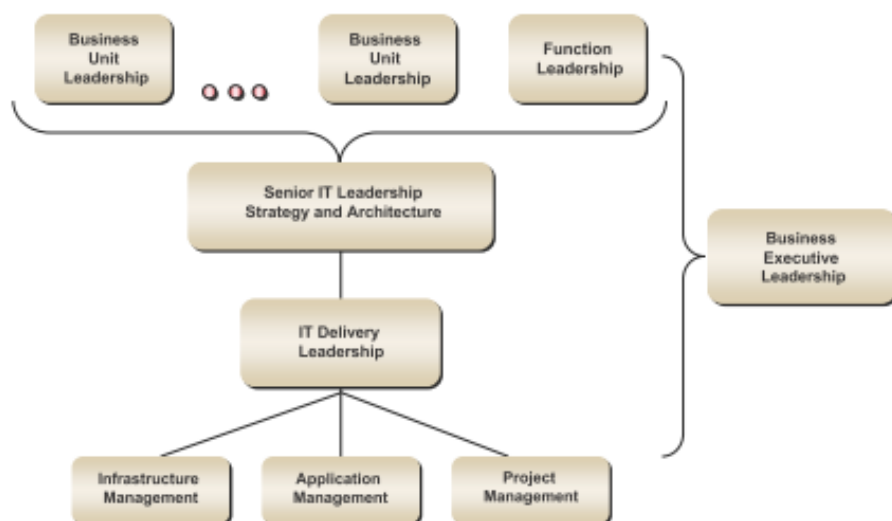 Business
Unit
Leadership
Business
Unit
Leadership
Function
Leadership
Senior IT Leadership
Strategy and Architecture
Business
Executive
Leadership
IT Delivery
Leadership
Infrastructure
Management
Application
Management
Project
Management